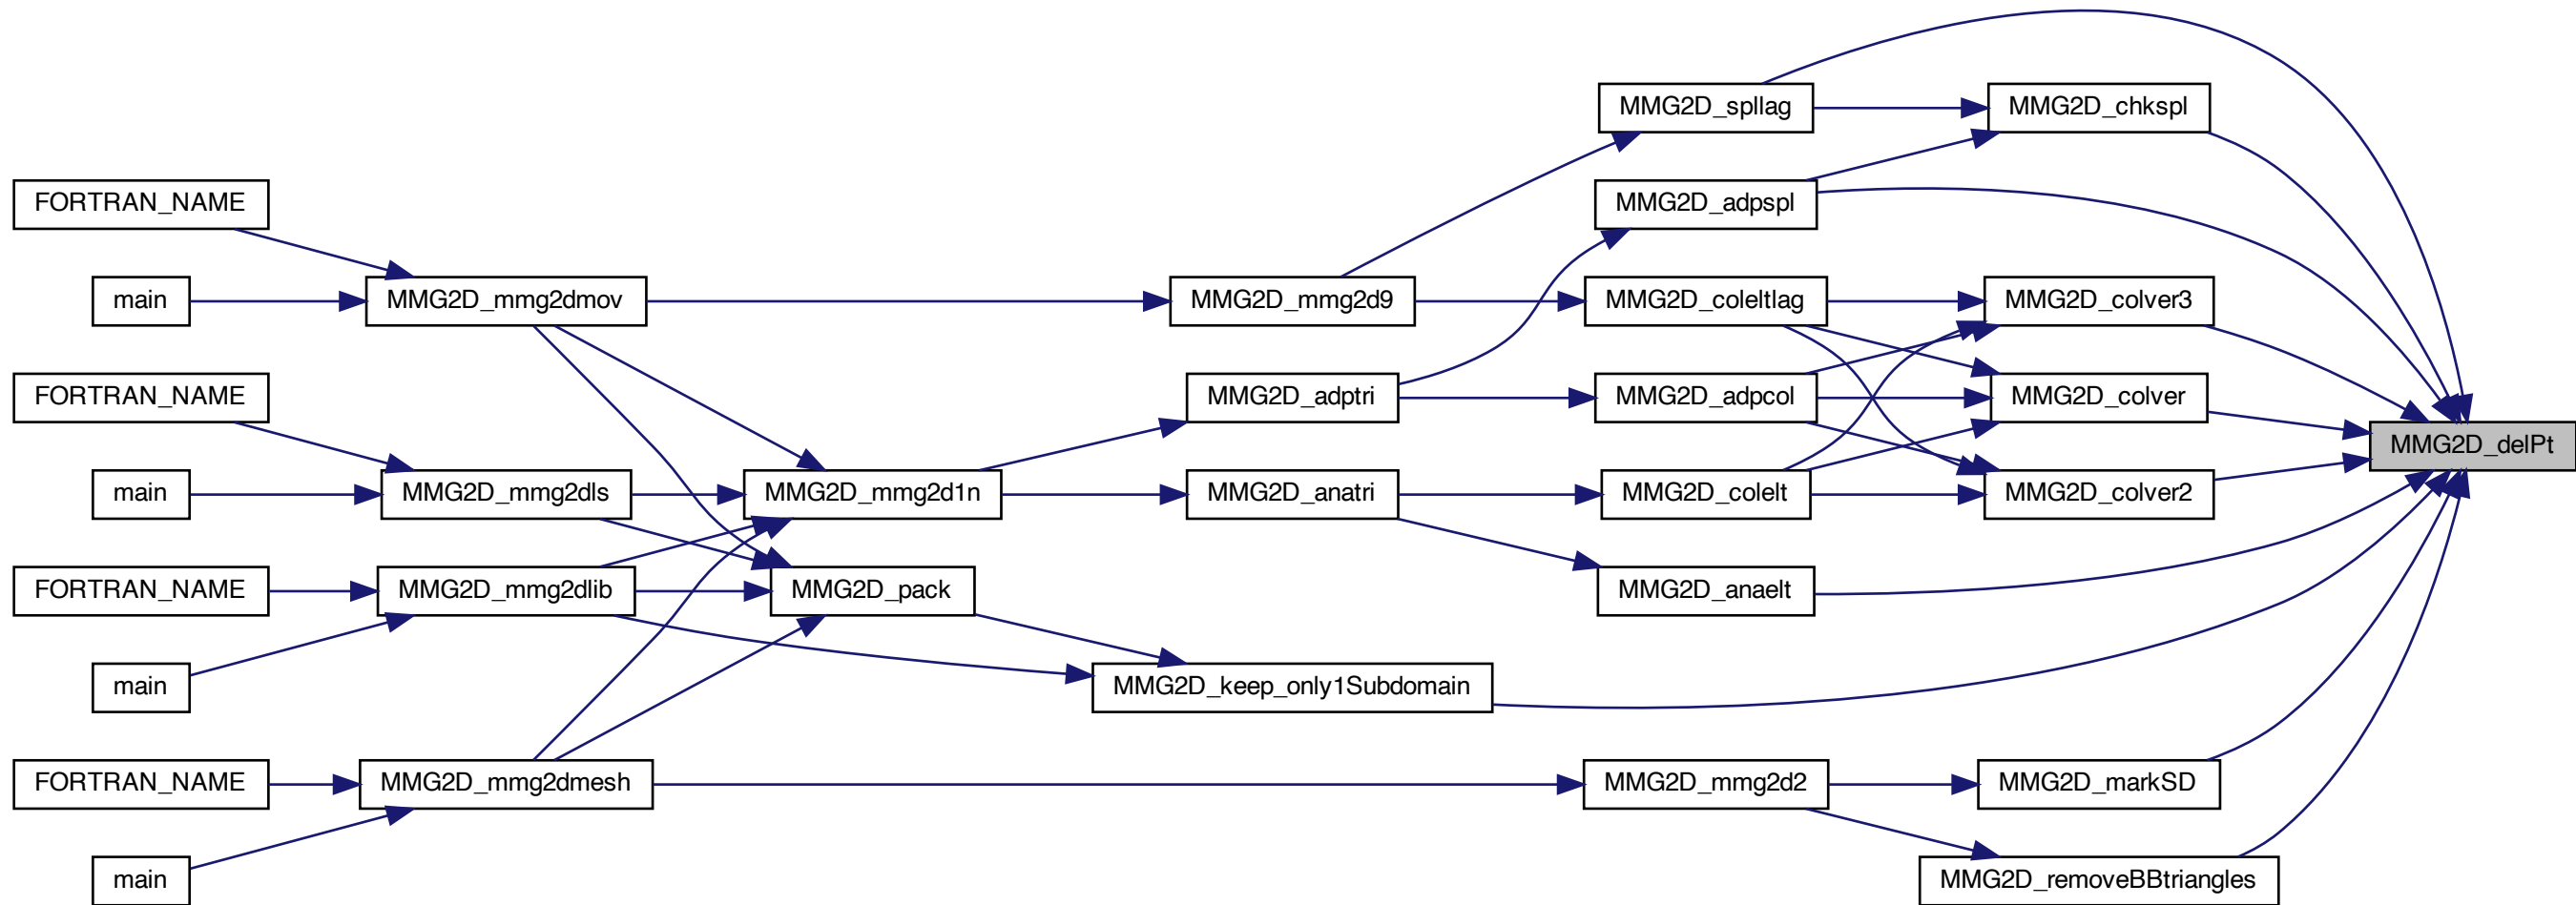 MMG2D_spllag
MMG2D_chkspl
FORTRAN_NAME
MMG2D_adpspl
main
MMG2D_mmg2dmov
MMG2D_mmg2d9
MMG2D_coleltlag
MMG2D_colver3
FORTRAN_NAME
MMG2D_adptri
MMG2D_adpcol
MMG2D_colver
MMG2D_delPt
main
MMG2D_mmg2dls
MMG2D_mmg2d1n
MMG2D_anatri
MMG2D_colelt
MMG2D_colver2
FORTRAN_NAME
MMG2D_mmg2dlib
MMG2D_pack
MMG2D_anaelt
main
MMG2D_keep_only1Subdomain
FORTRAN_NAME
MMG2D_mmg2dmesh
MMG2D_mmg2d2
MMG2D_markSD
main
MMG2D_removeBBtriangles